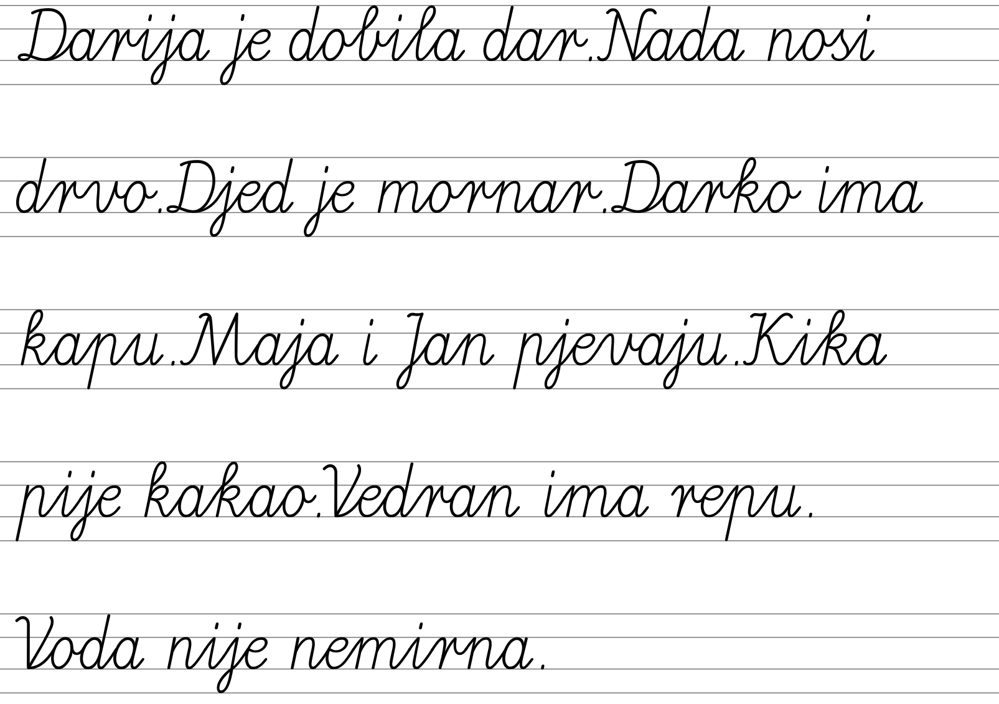 Darija je dobila dar.Nada nosi
drvo.Djed je mornar.Darko ima
kapu.Maja i Jan pjevaju.Kika
pije kakao.Vedran ima repu.
Voda nije nemirna.